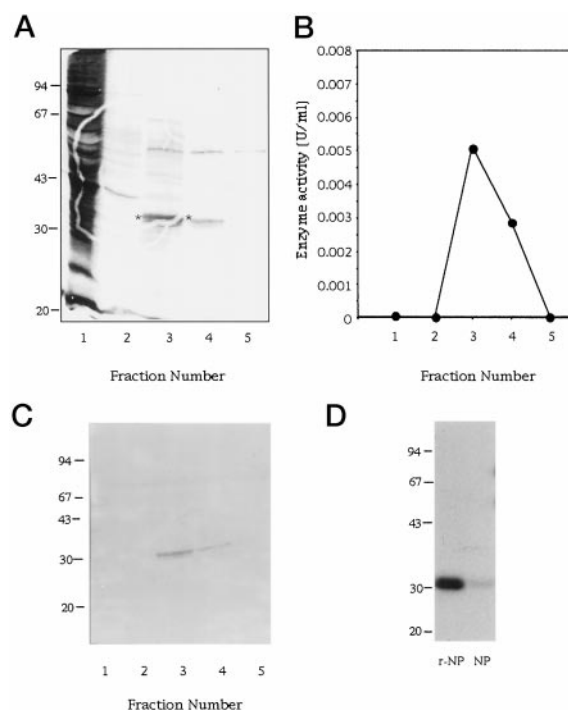 A
94
67
43
30
20
* *
1 2 3 4 5
Fraction Number
B
Enzyme activity [U/ml]
0.008
0.007
0.006
0.005
0.004
0.003
0.002
0.001
0
1 2 3 4 5
Fraction Number
C
94
67
43
30
20
1 2 3 4 5
Fraction Number
D
94
67
43
30
20
r-NP NP